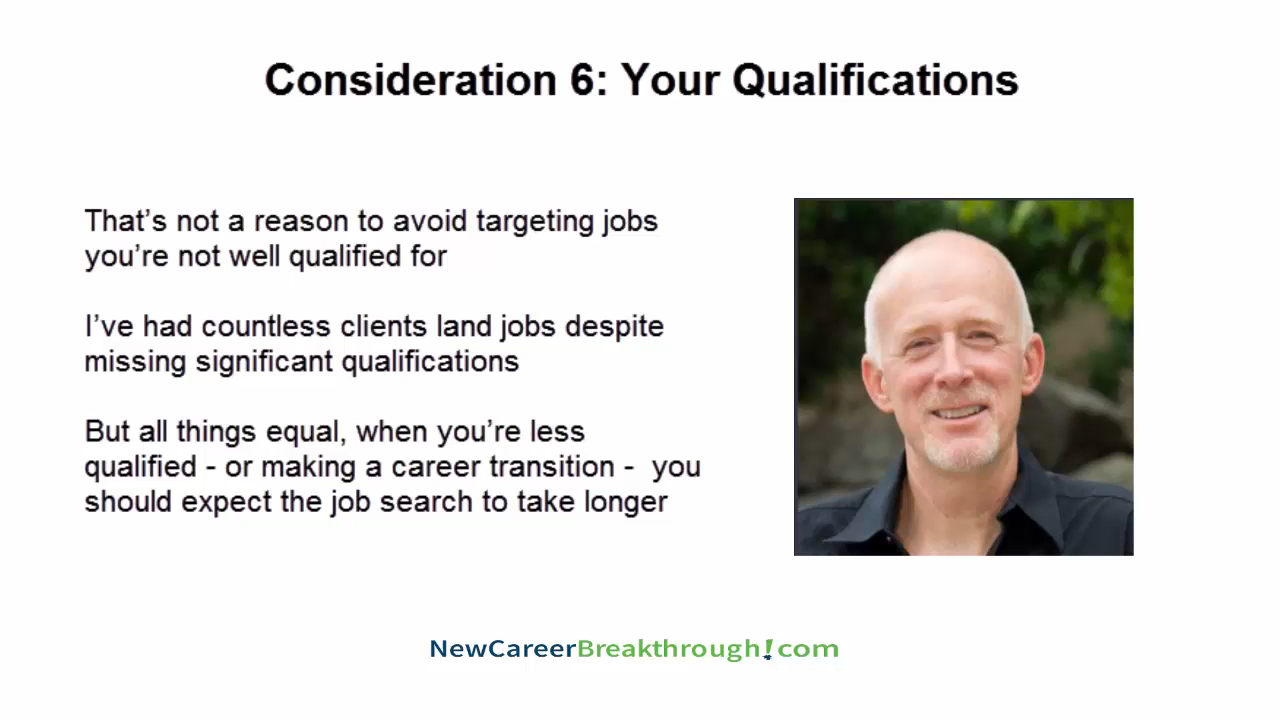 Consideration 6: Your Qualifications
That's not a reason to avoid targeting jobs
you're not well qualified for
I've had countless clients land jobs despite
missing significant qualifications
But all things equal, when you're less
qualified - or making a career transition -  you
should expect the job search to take longer
NewCareerBreakthrough!com